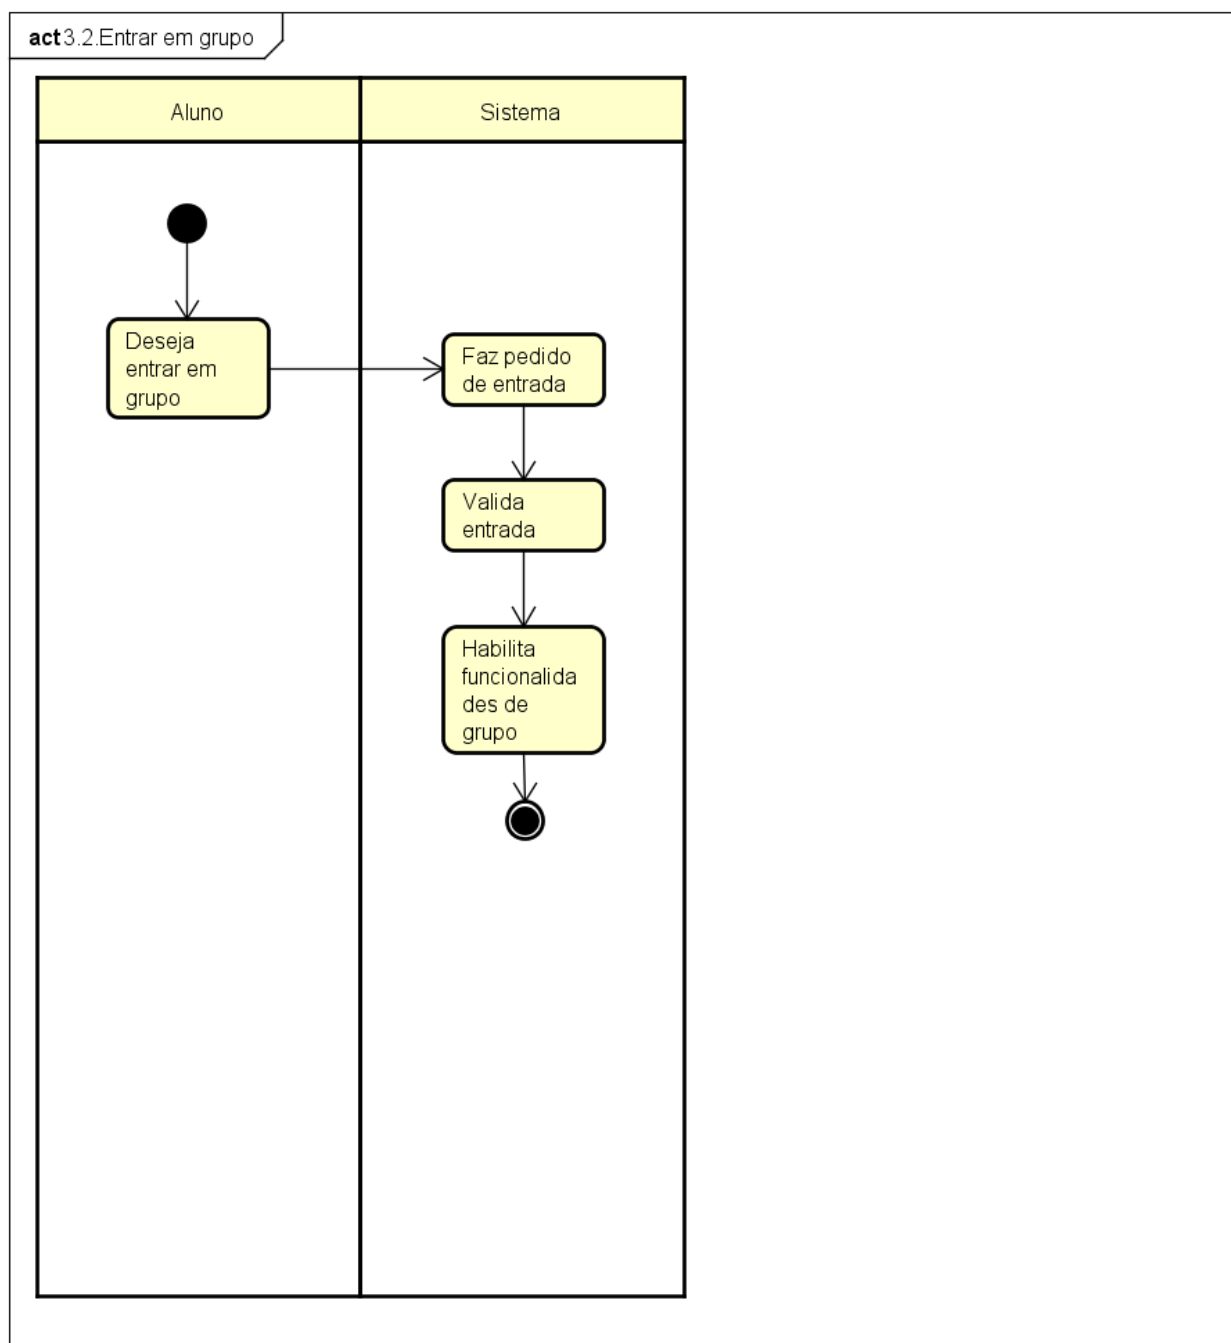 act 3.2.Entrar em grupo
Aluno
Sistema
Deseja
entrar em
grupo
Faz pedido
de entrada
Valida
entrada
Habilita
funcionalida
des de
grupo